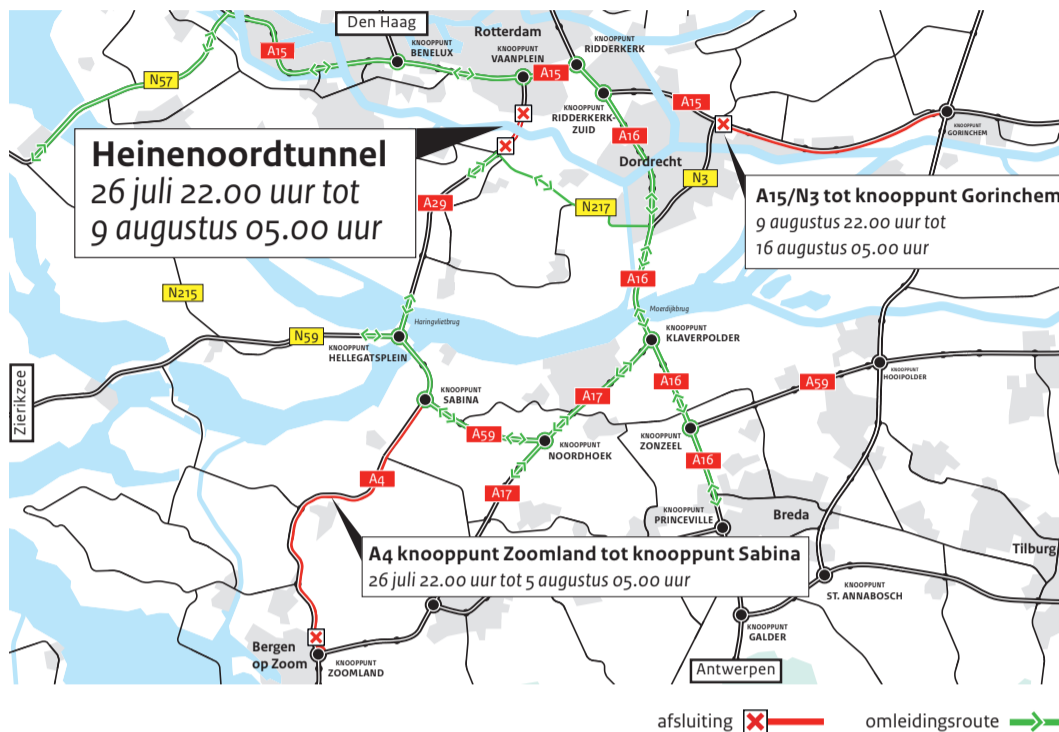 Den Haag
Rotterdam
KNOOPPUNT
BENELUX
KNOOPPUNT
VAANPLEIN
KNOOPPUNT
RIDDERKERK
A15
A15
N57
KNOOPPUNT
RIDDERKERK-
ZUID
A15
KNOOPPUNT
GORINCHEM
A16
Dordrecht
Heinenoordtunnel
26 juli 22.00 uur tot
9 augustus 05.00 uur
N3
A15/N3 tot knooppunt Gorinchem
9 augustus 22.00 uur tot
16 augustus 05.00 uur
A29
N217
A16
N215
Haringvlietbrug
Moerdijkbrug
N59
KNOOPPUNT
HELLEGATSPLEIN
KNOOPPUNT
KLAVERPOLDER
Zierikzee
KNOOPPUNT
SABINA
A17
A16
A59
KNOOPPUNT
HOOIPOLDER
A59
KNOOPPUNT
NOORDHOEK
KNOOPPUNT
ZONZEEL
A16
A4
A17
KNOOPPUNT
PRINCEVILLE
Breda
Tilburg
A4 knooppunt Zoomland tot knooppunt Sabina
26 juli 22.00 uur tot 5 augustus 05.00 uur
KNOOPPUNT
ST. ANNABOSCH
KNOOPPUNT
GALDER
Bergen
op Zoom
KNOOPPUNT
ZOOMLAND
Antwerpen
afsluiting
omleidingsroute